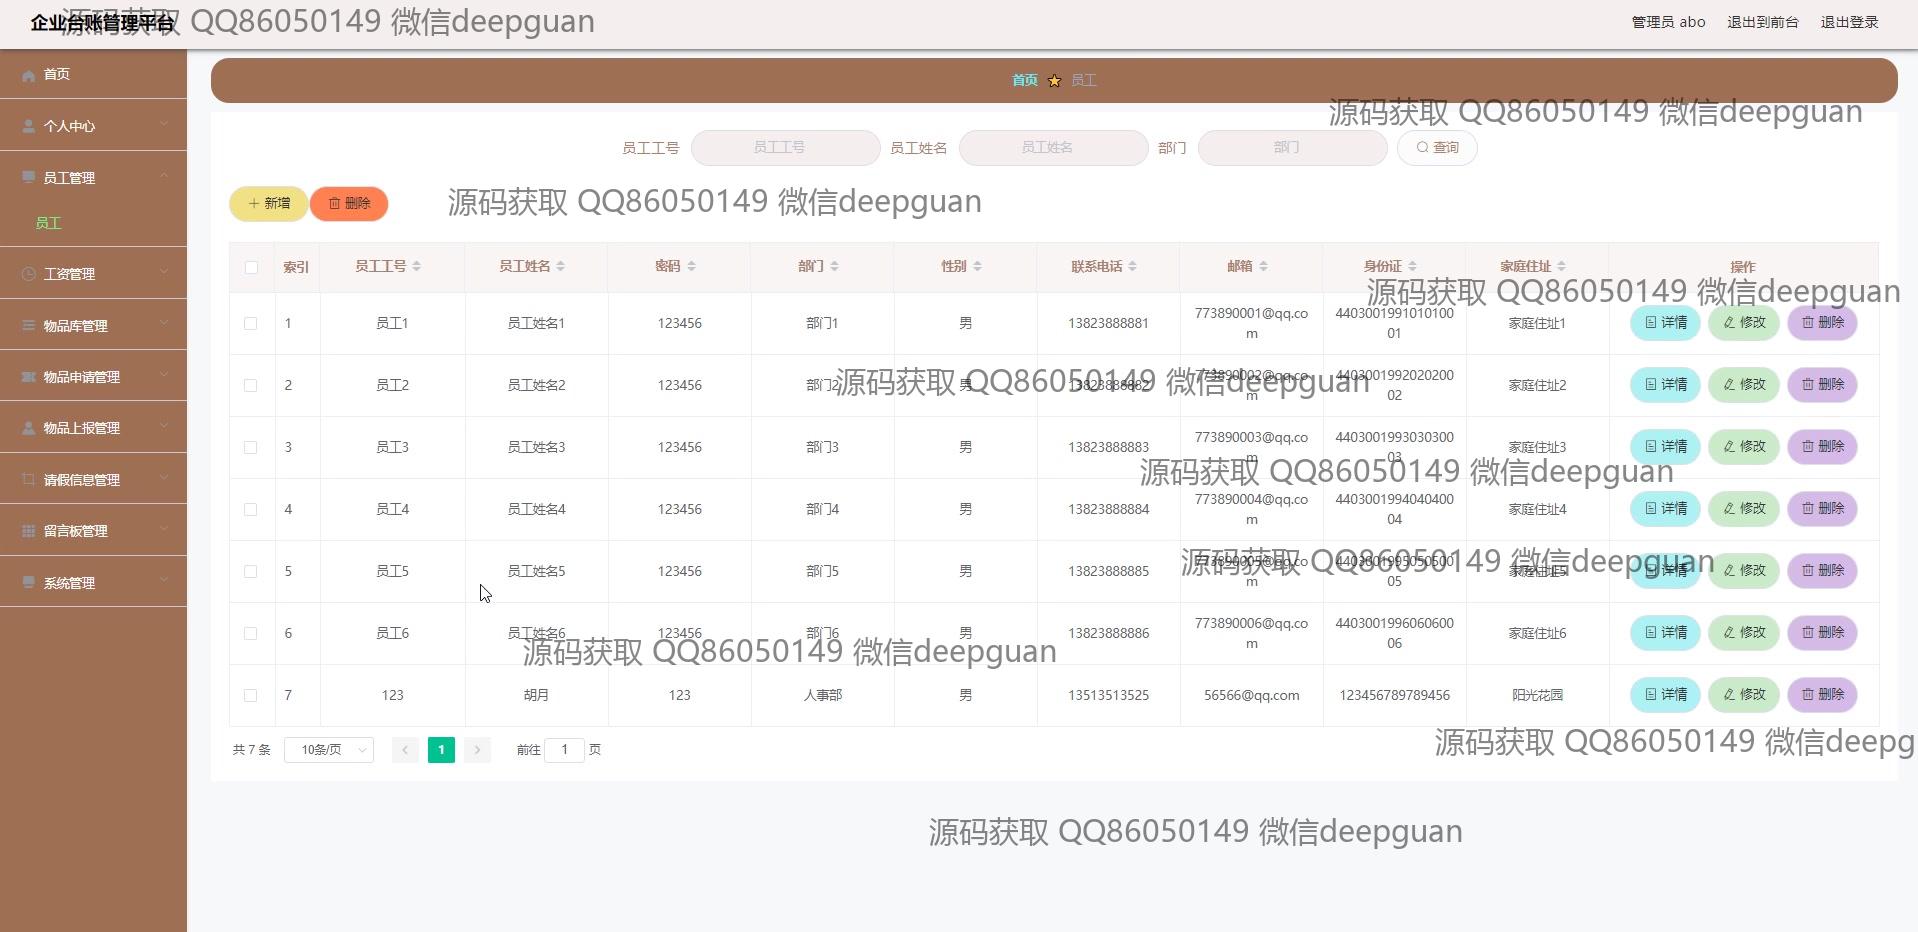 企业台账管理平台
源码获取 QQ86050149 微信deepguan
管理员 abo 退出到前台 退出登录
首页
个人中心
员工管理
员工
工资管理
物品库管理
物品申请管理
物品上报管理
请假信息管理
留言板管理
系统管理
首页 员工
源码获取 QQ86050149 微信deepguan
员工工号 员工工号 员工姓名 员工姓名 部门 部门 查询
新增 删除
源码获取 QQ86050149 微信deepguan
索引 员工工号 员工姓名 密码 部门 性别 联系电话 邮箱 身份证 家庭住址 操作
源码获取 QQ86050149 微信deepguan
1 员工1 员工姓名1 123456 部门1 男 13823888881 773890001@qq.com 440300199101010001 家庭住址1 详情 修改 删除
2 员工2 员工姓名2 123456 部门2 男 13823888882 773890002@qq.com 440300199202020002 家庭住址2 详情 修改 删除
源码获取 QQ86050149 微信deepguan
3 员工3 员工姓名3 123456 部门3 男 13823888883 773890003@qq.com 440300199303030003 家庭住址3 详情 修改 删除
源码获取 QQ86050149 微信deepguan
4 员工4 员工姓名4 123456 部门4 男 13823888884 773890004@qq.com 440300199404040004 家庭住址4 详情 修改 删除
5 员工5 员工姓名5 123456 部门5 男 13823888885 773890005@qq.com 440300199505050005 家庭住址5 详情 修改 删除
源码获取 QQ86050149 微信deepguan
6 员工6 员工姓名6 123456 部门6 男 13823888886 773890006@qq.com 440300199606060006 家庭住址6 详情 修改 删除
源码获取 QQ86050149 微信deepguan
7 123 胡月 123 人事部 男 13513513525 56566@qq.com 123456789789456 阳光花园 详情 修改 删除
共 7 条 10条/页 1 前往 1 页
源码获取 QQ86050149 微信deepg
源码获取 QQ86050149 微信deepguan